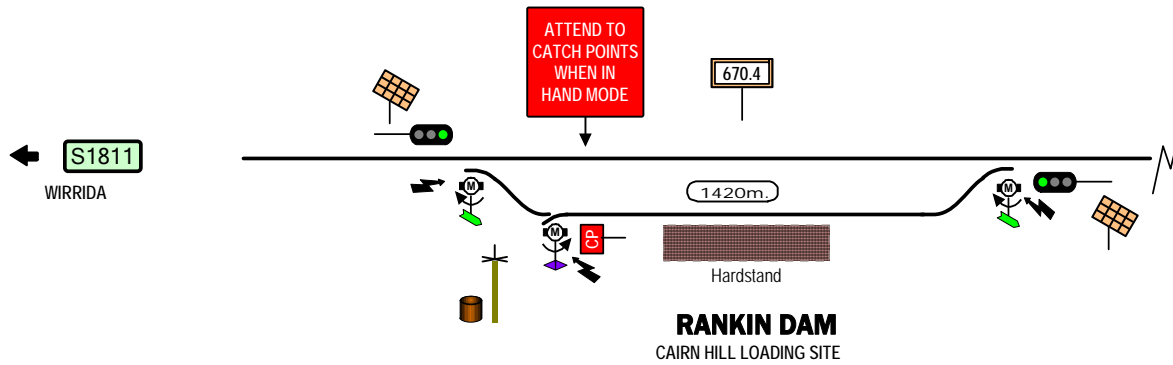 ATTEND TO
CATCH POINTS
WHEN IN
HAND MODE
670.4
S1811
WIRRIDA
M
1420m.
M
M
CP
Hardstand
RANKIN DAM
CAIRN HILL LOADING SITE